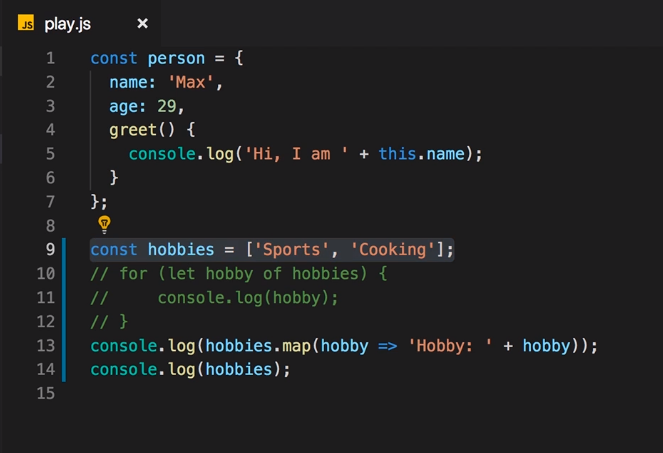 JS play.js ×
1 const person = {
2   name: 'Max',
3   age: 29,
4   greet() {
5     console.log('Hi, I am ' + this.name);
6   }
7 };
8
9 const hobbies = ['Sports', 'Cooking'];
10 // for (let hobby of hobbies) {
11 //     console.log(hobby);
12 // }
13 console.log(hobbies.map(hobby => 'Hobby: ' + hobby));
14 console.log(hobbies);
15